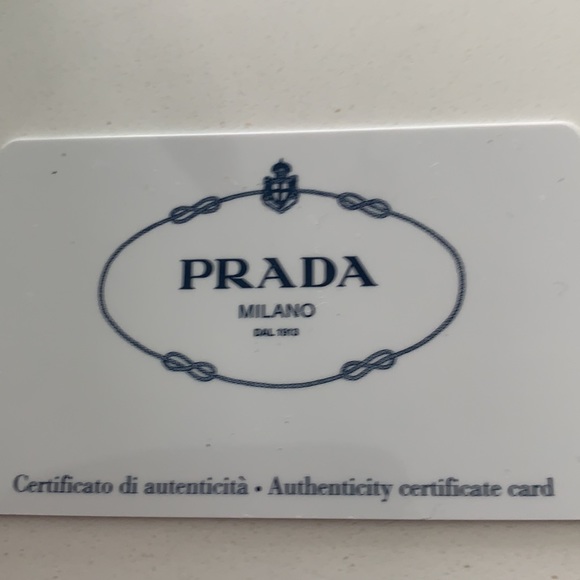 PRADA
MILANO
DAL 1913
Certificato di autenticità • Authenticity certificate card